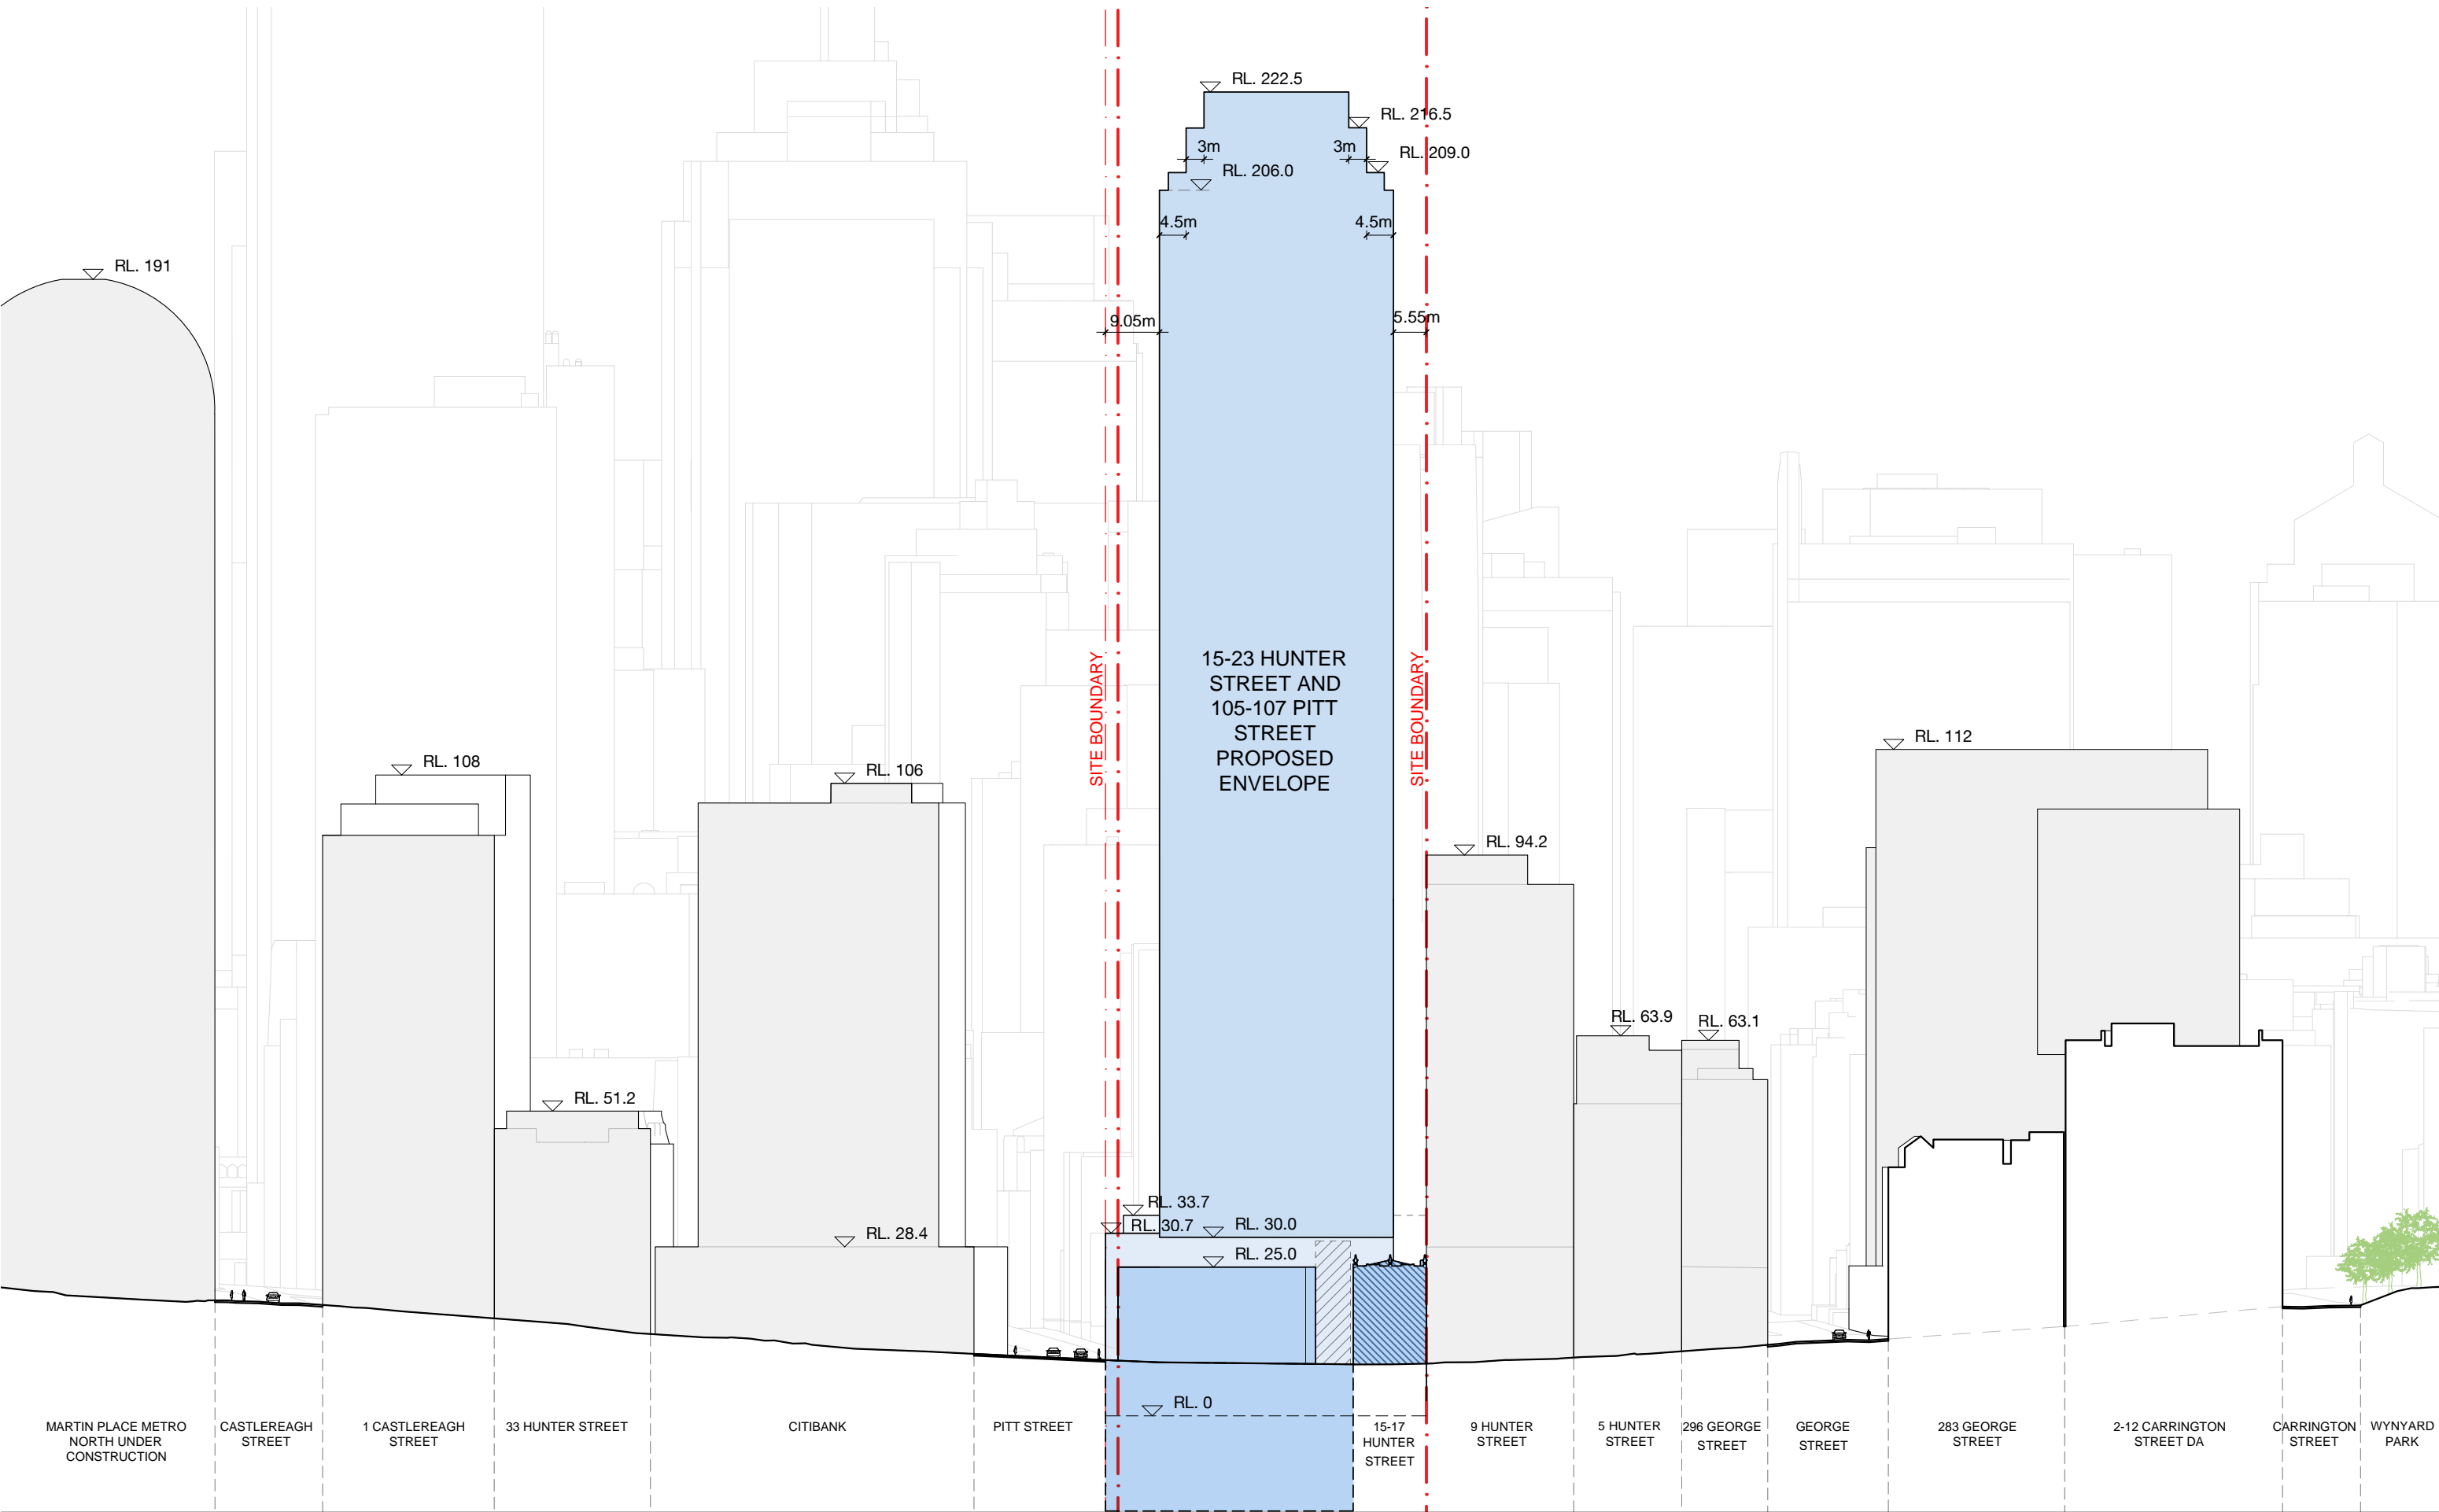 RL. 222.5
RL. 216.5
3m
3m
RL. 209.0
RL. 206.0
4.5m
4.5m
RL. 191
9.05m
5.55m
SITE BOUNDARY
15-23 HUNTER
STREET AND
105-107 PITT
STREET
PROPOSED
ENVELOPE
SITE BOUNDARY
RL. 112
RL. 108
RL. 106
RL. 94.2
RL. 63.9
RL. 63.1
RL. 51.2
RL. 33.7
RL. 30.7
RL. 30.0
RL. 28.4
RL. 25.0
RL. 0
MARTIN PLACE METRO
NORTH UNDER
CONSTRUCTION
CASTLEREAGH
STREET
1 CASTLEREAGH
STREET
33 HUNTER STREET
CITIBANK
PITT STREET
15-17
HUNTER
STREET
9 HUNTER
STREET
5 HUNTER
STREET
296 GEORGE
STREET
GEORGE
STREET
283 GEORGE
STREET
2-12 CARRINGTON
STREET DA
CARRINGTON
STREET
WYNYARD
PARK